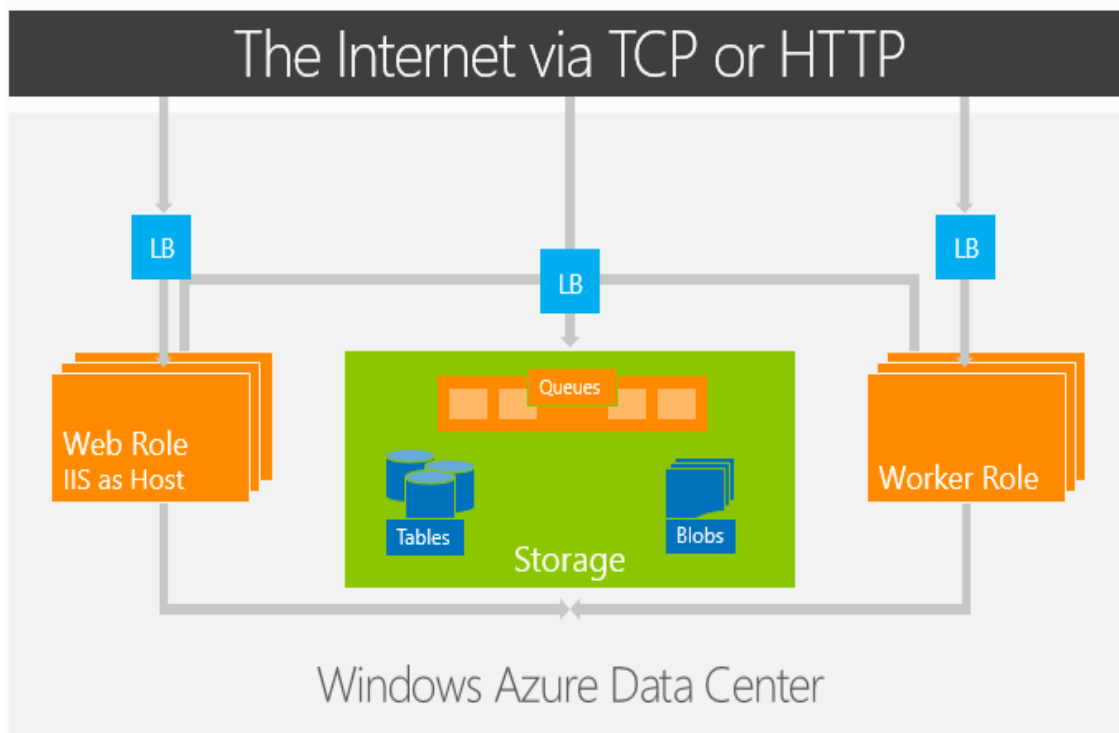 The Internet via TCP or HTTP
LB
LB
LB
Queues
Web Role
IIS as Host
Worker Role
Tables
Blobs
Storage
Windows Azure Data Center